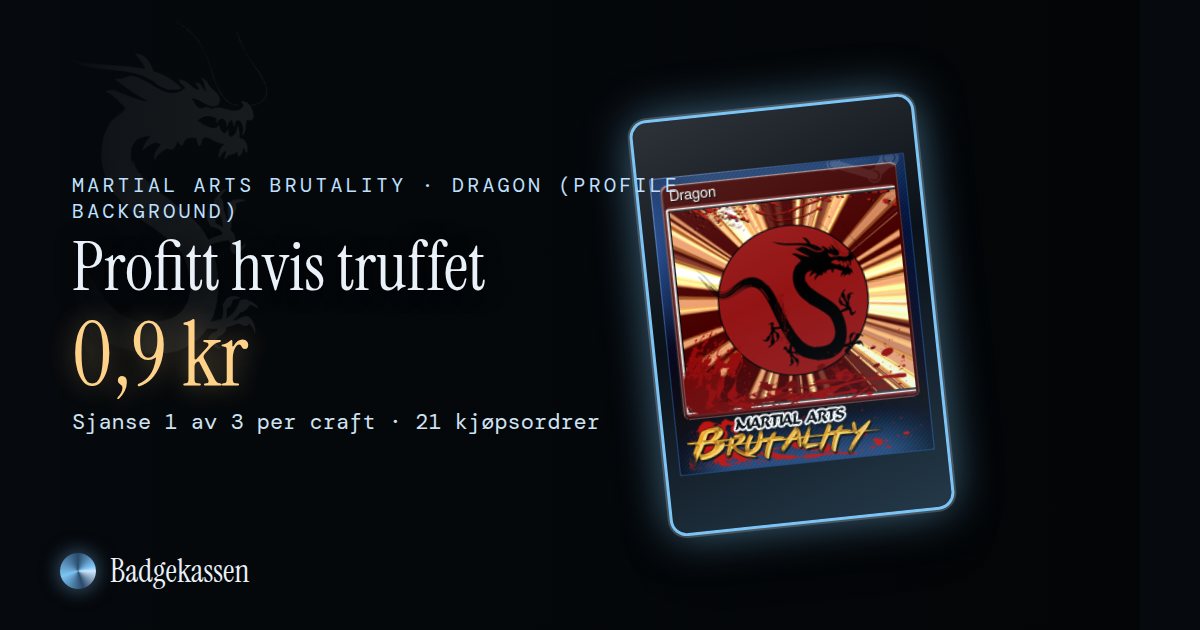 MARTIAL ARTS BRUTALITY · DRAGON (PROFILE
BACKGROUND)
Profitt hvis truffet
0,9 kr
Sjanse 1 av 3 per craft · 21 kjøpsordrer
Badgekassen
Dragon
MARTIAL ARTS
BRUTALITY